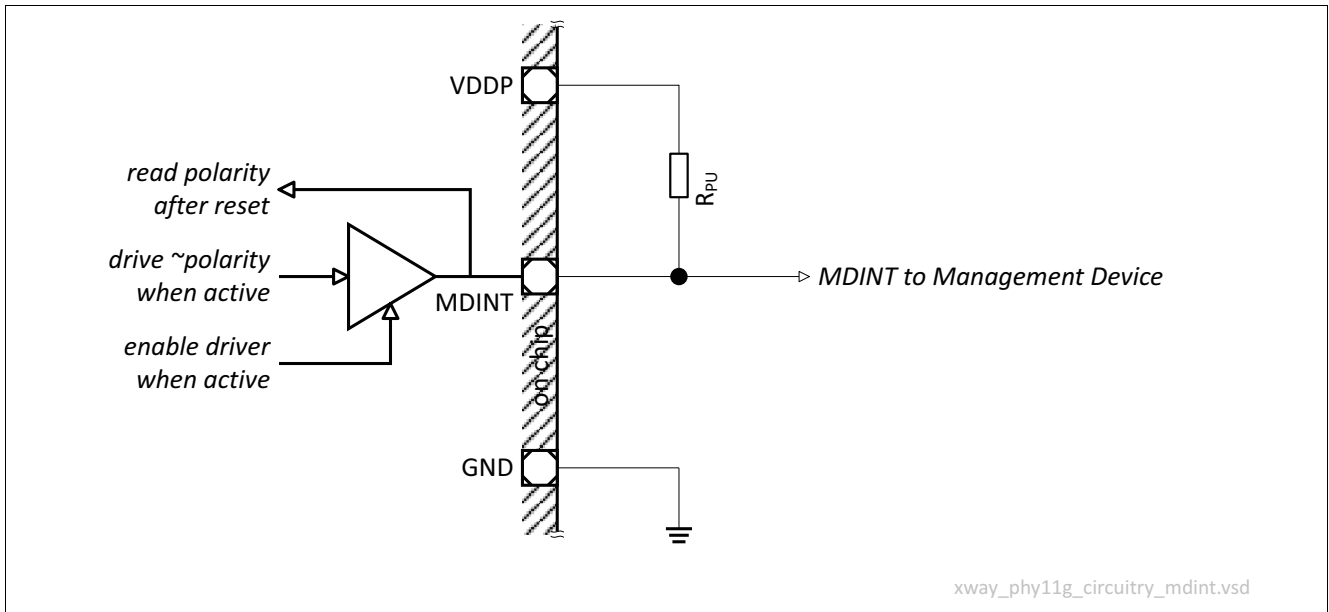 VDDP
read polarity
after reset
R_PU
drive ~polarity
when active
MDINT
MDINT to Management Device
enable driver
when active
on chip
GND
xway_phy11g_circuitry_mdint.vsd